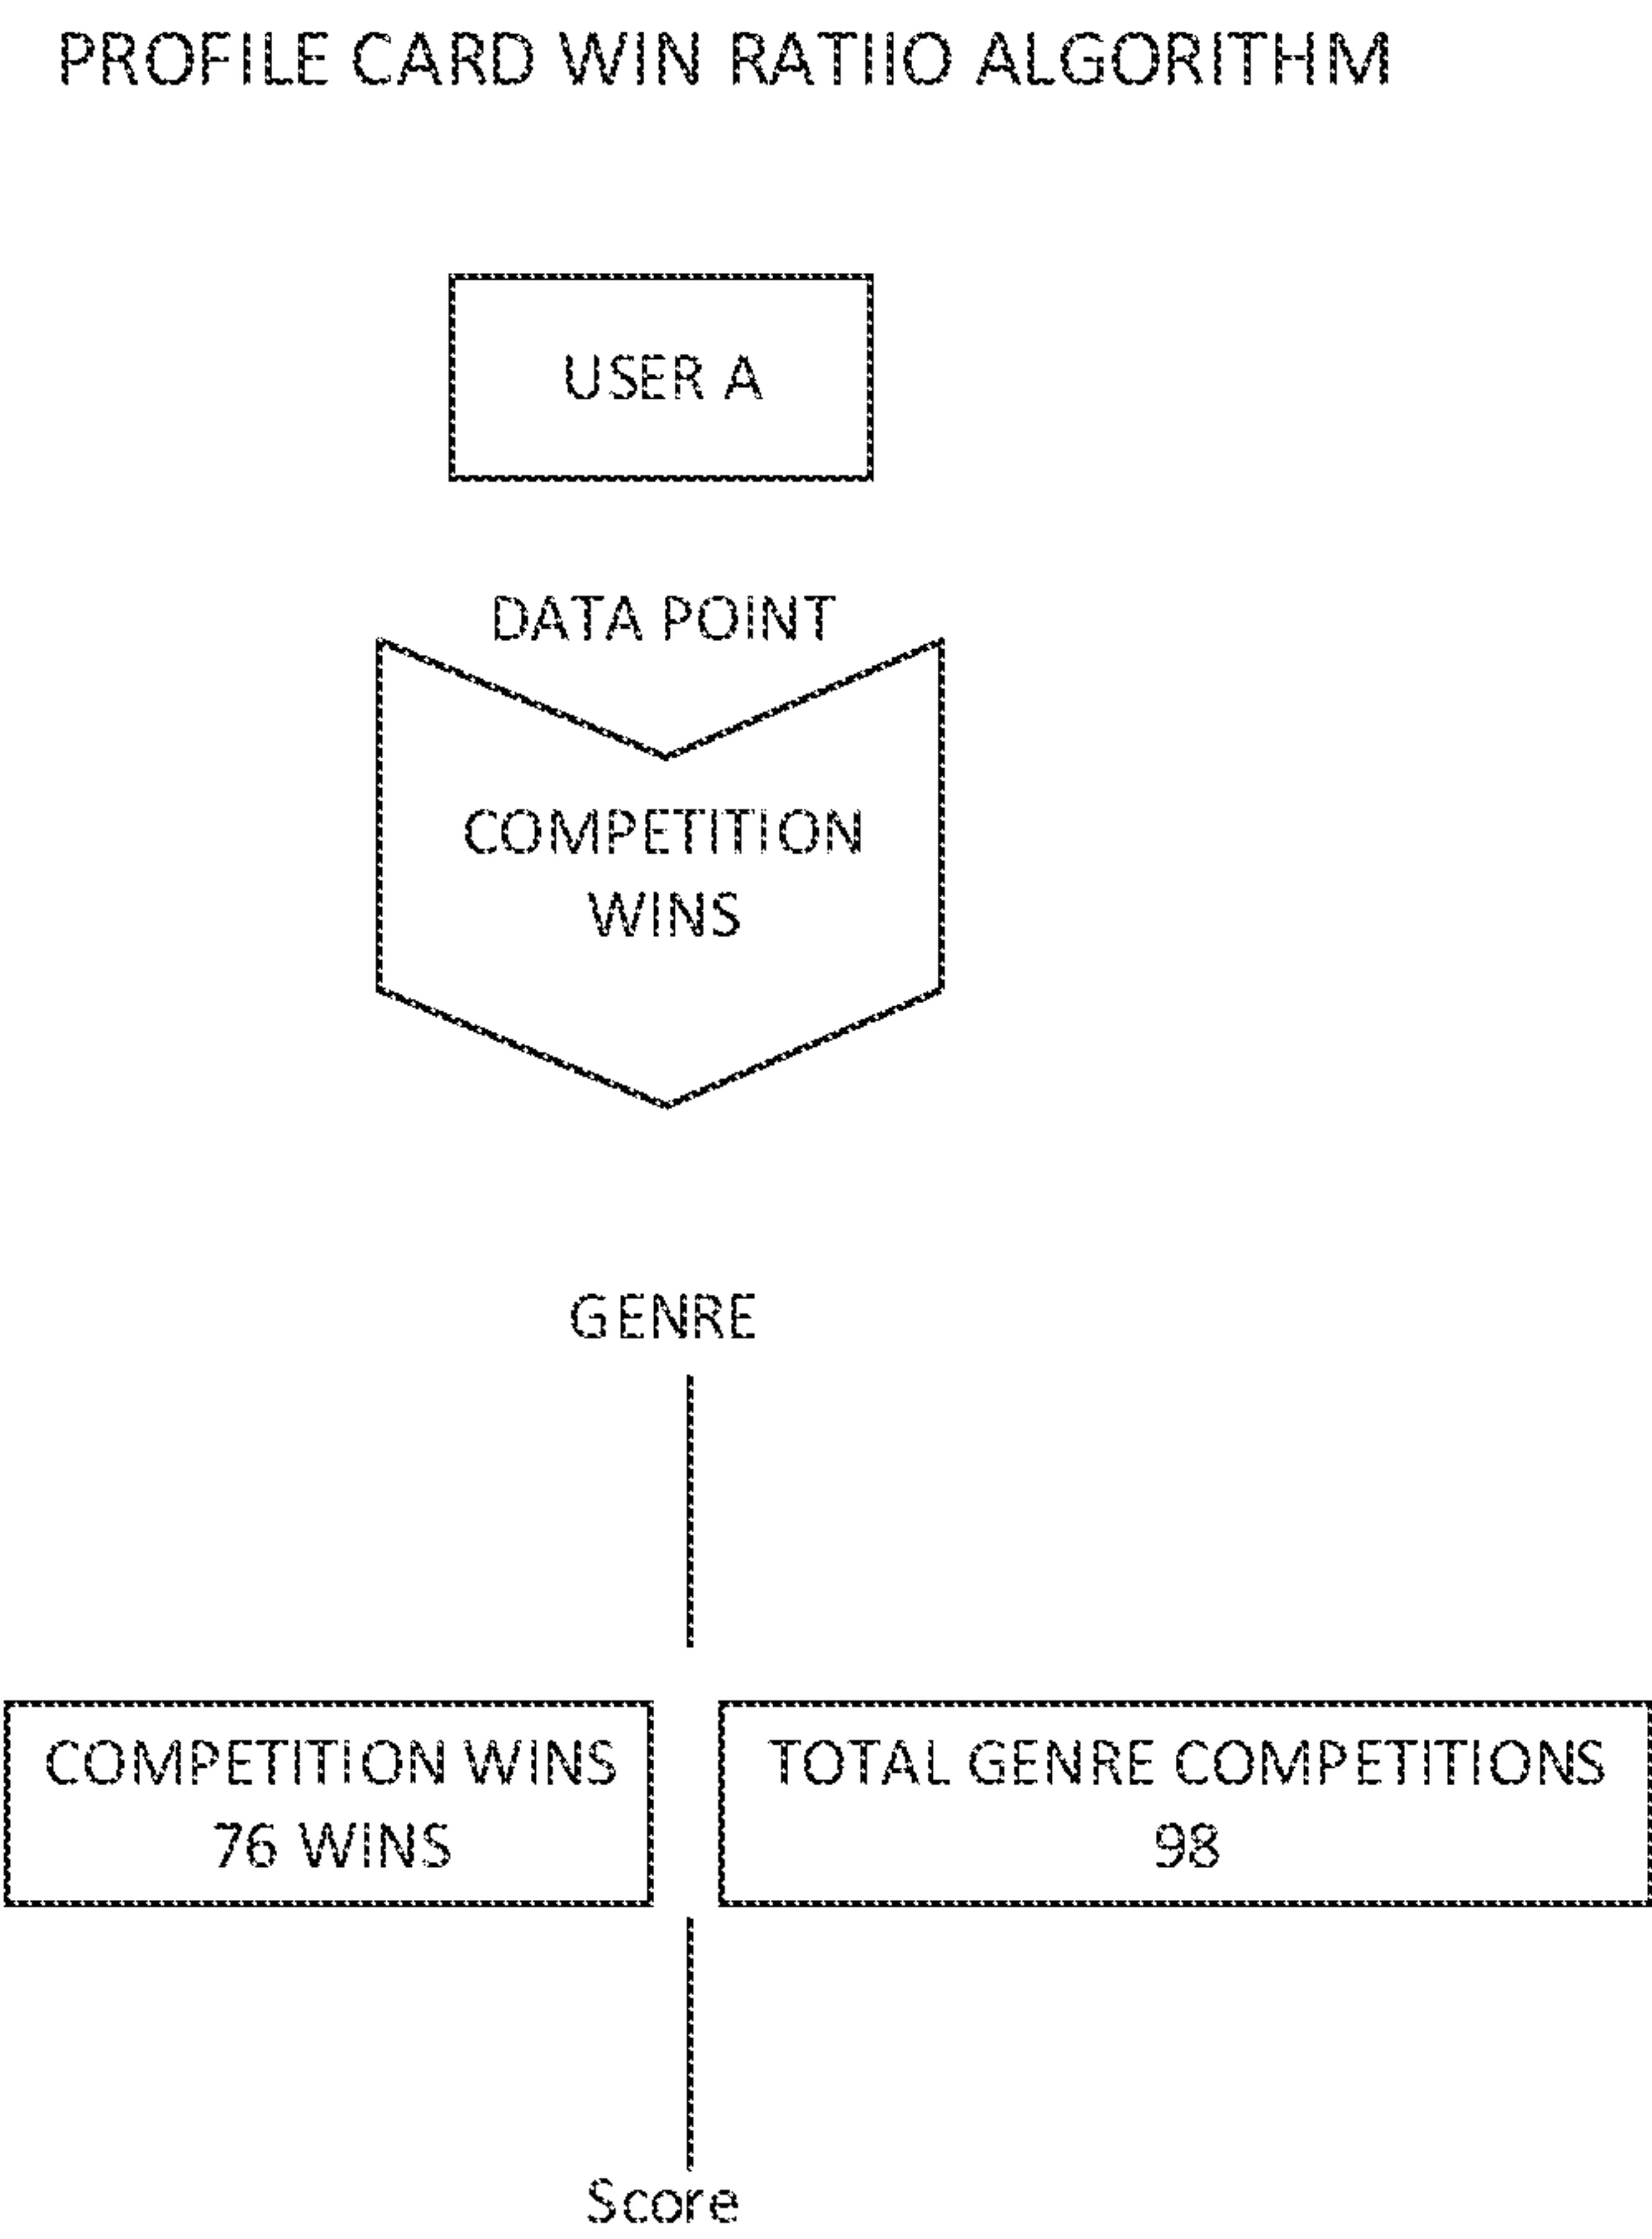 PROFILE CARD WIN RATIIO ALGORITHM
USER A
DATA POINT
COMPETITION
WINS
GENRE
COMPETITION WINS
76 WINS
TOTAL GENRE COMPETITIONS
98
Score